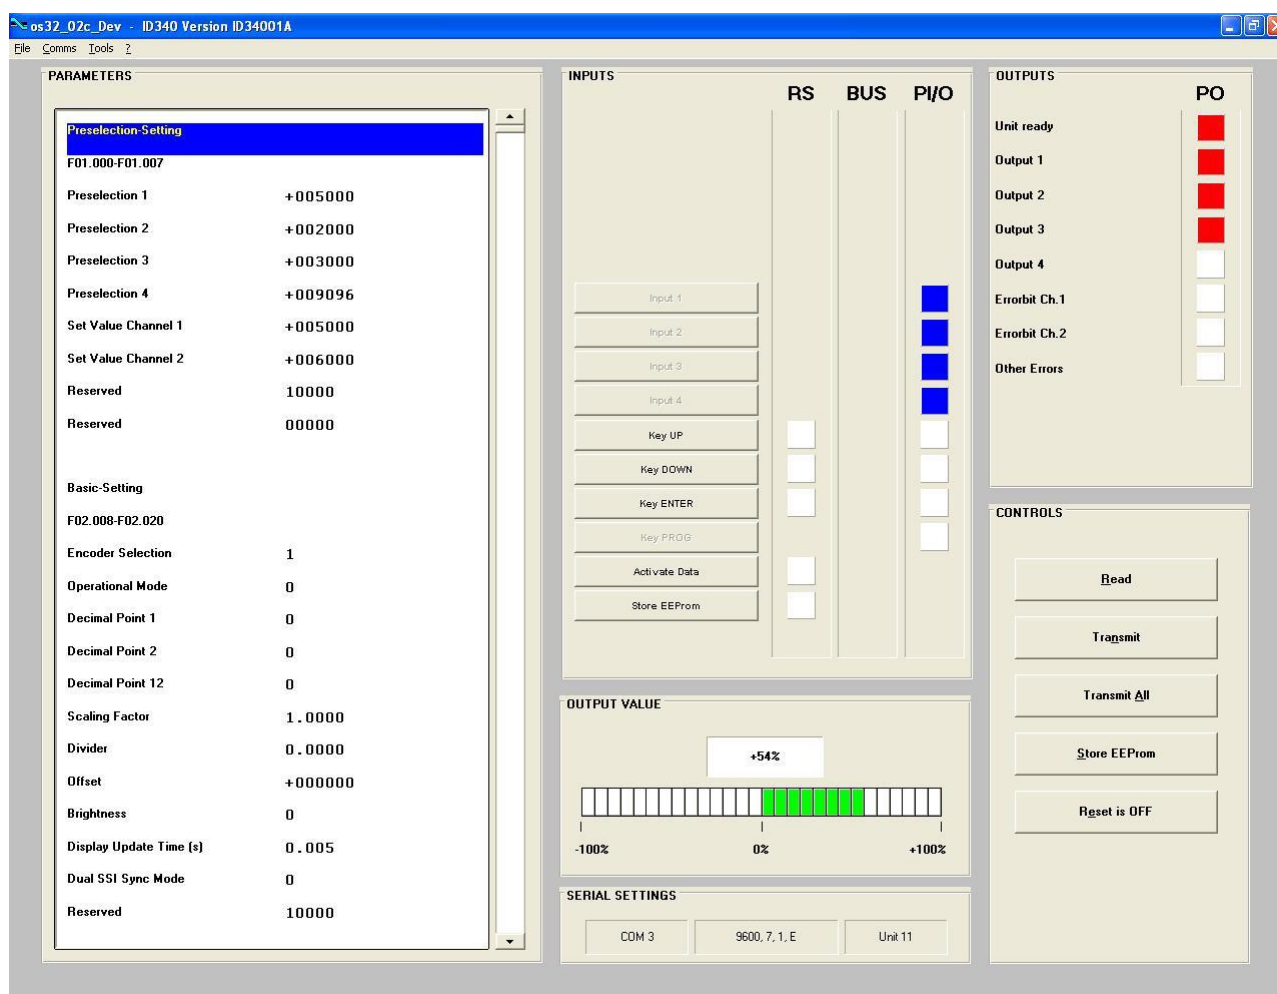 os32_02c_Dev - ID340 Version ID34001A
File Comms Tools ?
PARAMETERS
Preselection-Setting
F01.000-F01.007
Preselection 1 +005000
Preselection 2 +002000
Preselection 3 +003000
Preselection 4 +009096
Set Value Channel 1 +005000
Set Value Channel 2 +006000
Reserved 10000
Reserved 00000
Basic-Setting
F02.008-F02.020
Encoder Selection 1
Operational Mode 0
Decimal Point 1 0
Decimal Point 2 0
Decimal Point 12 0
Scaling Factor 1.0000
Divider 0.0000
Offset +000000
Brightness 0
Display Update Time (s) 0.005
Dual SSI Sync Mode 0
Reserved 10000
INPUTS
RS BUS PI/O
Input 1
Input 2
Input 3
Input 4
Key UP
Key DOWN
Key ENTER
Key PROG
Activate Data
Store EEProm
OUTPUT VALUE
+54%
-100% 0% +100%
SERIAL SETTINGS
COM 3 9600, 7, 1, E Unit 11
OUTPUTS
PO
Unit ready
Output 1
Output 2
Output 3
Output 4
Errorbit Ch.1
Errorbit Ch.2
Other Errors
CONTROLS
Read
Transmit
Transmit All
Store EEProm
Reset is OFF